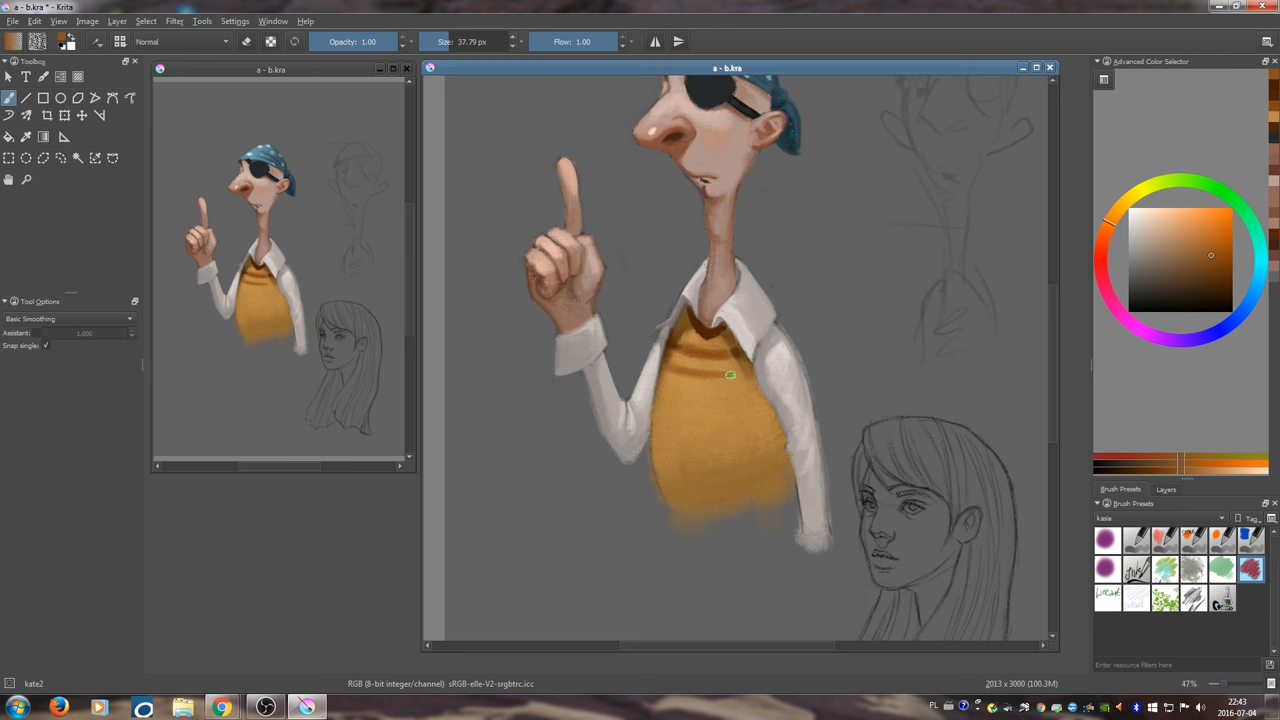 a - b.kra * - Krita
File Edit View Image Layer Select Filter Tools Settings Window Help
Normal Opacity: 1.00 Size: 37.79 px Flow: 1.00
Toolbox
a - b.kra
a - b.kra
Advanced Color Selector
Tool Options
Basic Smoothing
Assistant: 1,000
Snap single:
Brush Presets Layers
Brush Presets
kasia Tag
Enter resource filters here
kate2 RGB (8-bit integer/channel) sRGB-elle-V2-srgbtrc.icc 2013 x 3000 (100.3M) 47%
PL 22:43
2016-07-04